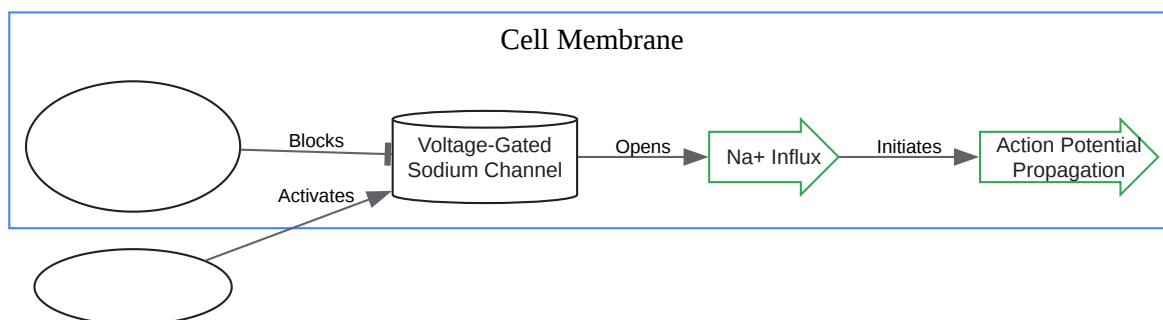 Cell Membrane
Blocks
Voltage-Gated
Sodium Channel
Opens
Na+ Influx
Initiates
Action Potential
Propagation
Activates